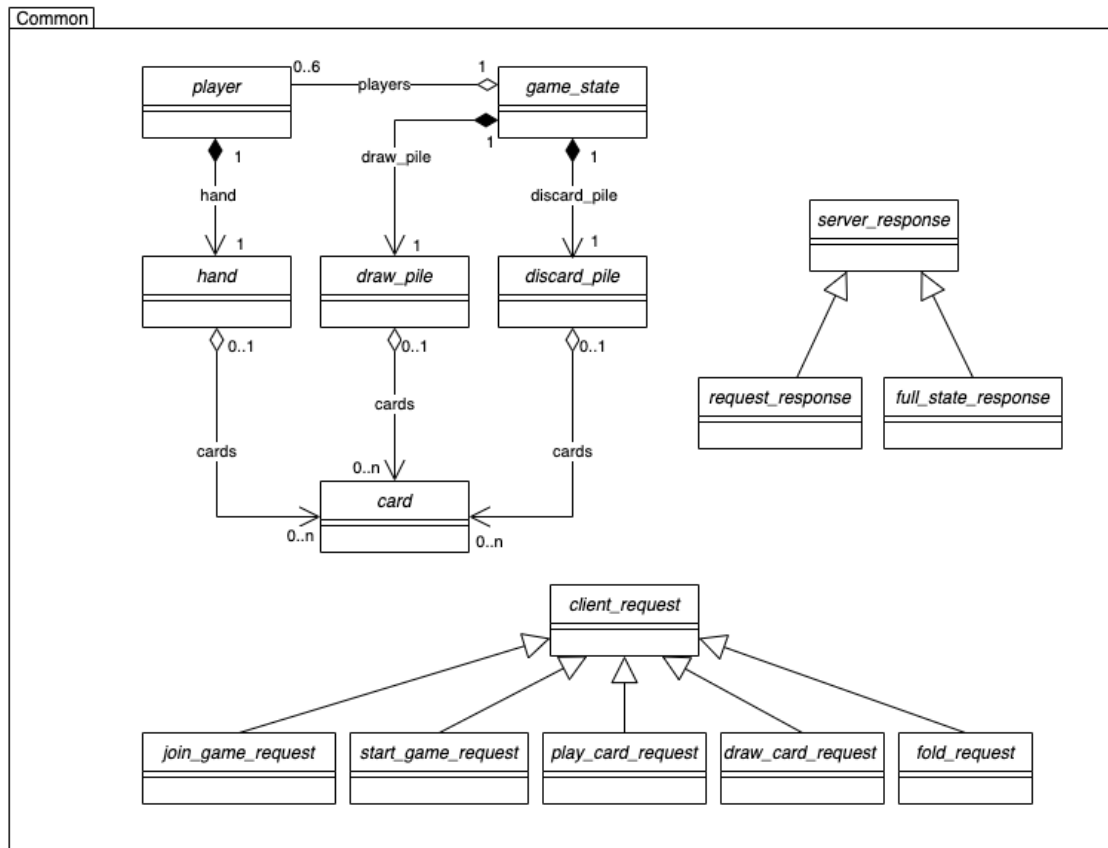 Common
0..6
1
player
players
game_state
1
1
1
draw_pile
hand
discard_pile
server_response
1
1
1
hand
draw_pile
discard_pile
0..1
0..1
0..1
request_response
full_state_response
cards
cards
cards
0..n
card
0..n
0..n
client_request
join_game_request
start_game_request
play_card_request
draw_card_request
fold_request